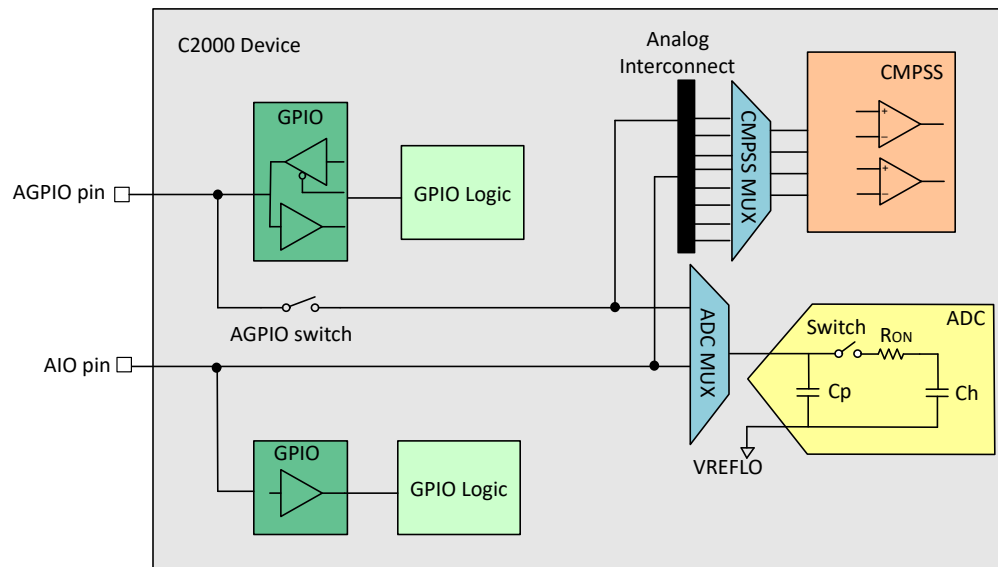 C2000 Device
Analog
Interconnect
CMPSS
GPIO
CMPSS MUX
+
−
+
−
GPIO Logic
AGPIO pin
AGPIO switch
ADC MUX
ADC
Switch
RON
AIO pin
Cp
Ch
GPIO
GPIO Logic
VREFLO